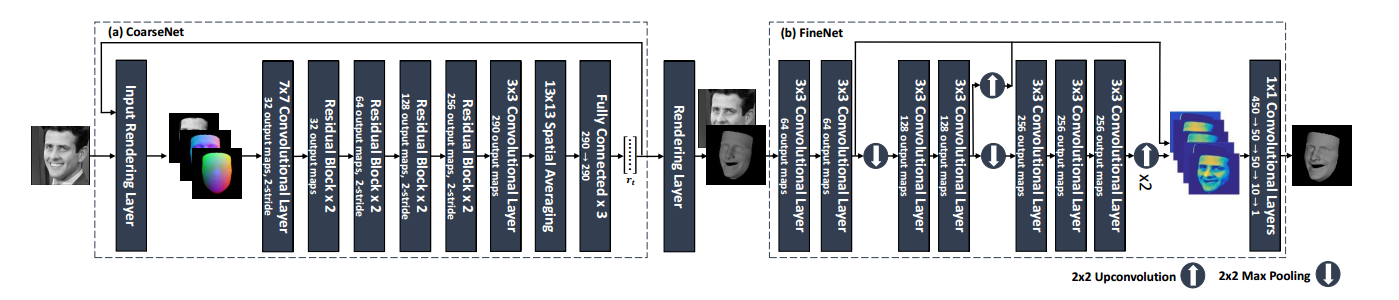 (a) CoarseNet
(b) FineNet
Input Rendering Layer
7x7 Convolutional Layer
32 output maps, 2-stride
Residual Block x 2
32 output maps
Residual Block x 2
64 output maps, 2-stride
Residual Block x 2
128 output maps, 2-stride
Residual Block x 2
256 output maps, 2-stride
3x3 Convolutional Layer
290 output maps
13x13 Spatial Averaging
Fully Connected x 3
290 → 290
r_t
Rendering Layer
3x3 Convolutional Layer
64 output maps
3x3 Convolutional Layer
64 output maps
3x3 Convolutional Layer
128 output maps
3x3 Convolutional Layer
128 output maps
3x3 Convolutional Layer
256 output maps
3x3 Convolutional Layer
256 output maps
3x3 Convolutional Layer
256 output maps
x2
1x1 Convolutional Layers
450 → 50 → 50 → 10 → 1
2x2 Upconvolution
2x2 Max Pooling